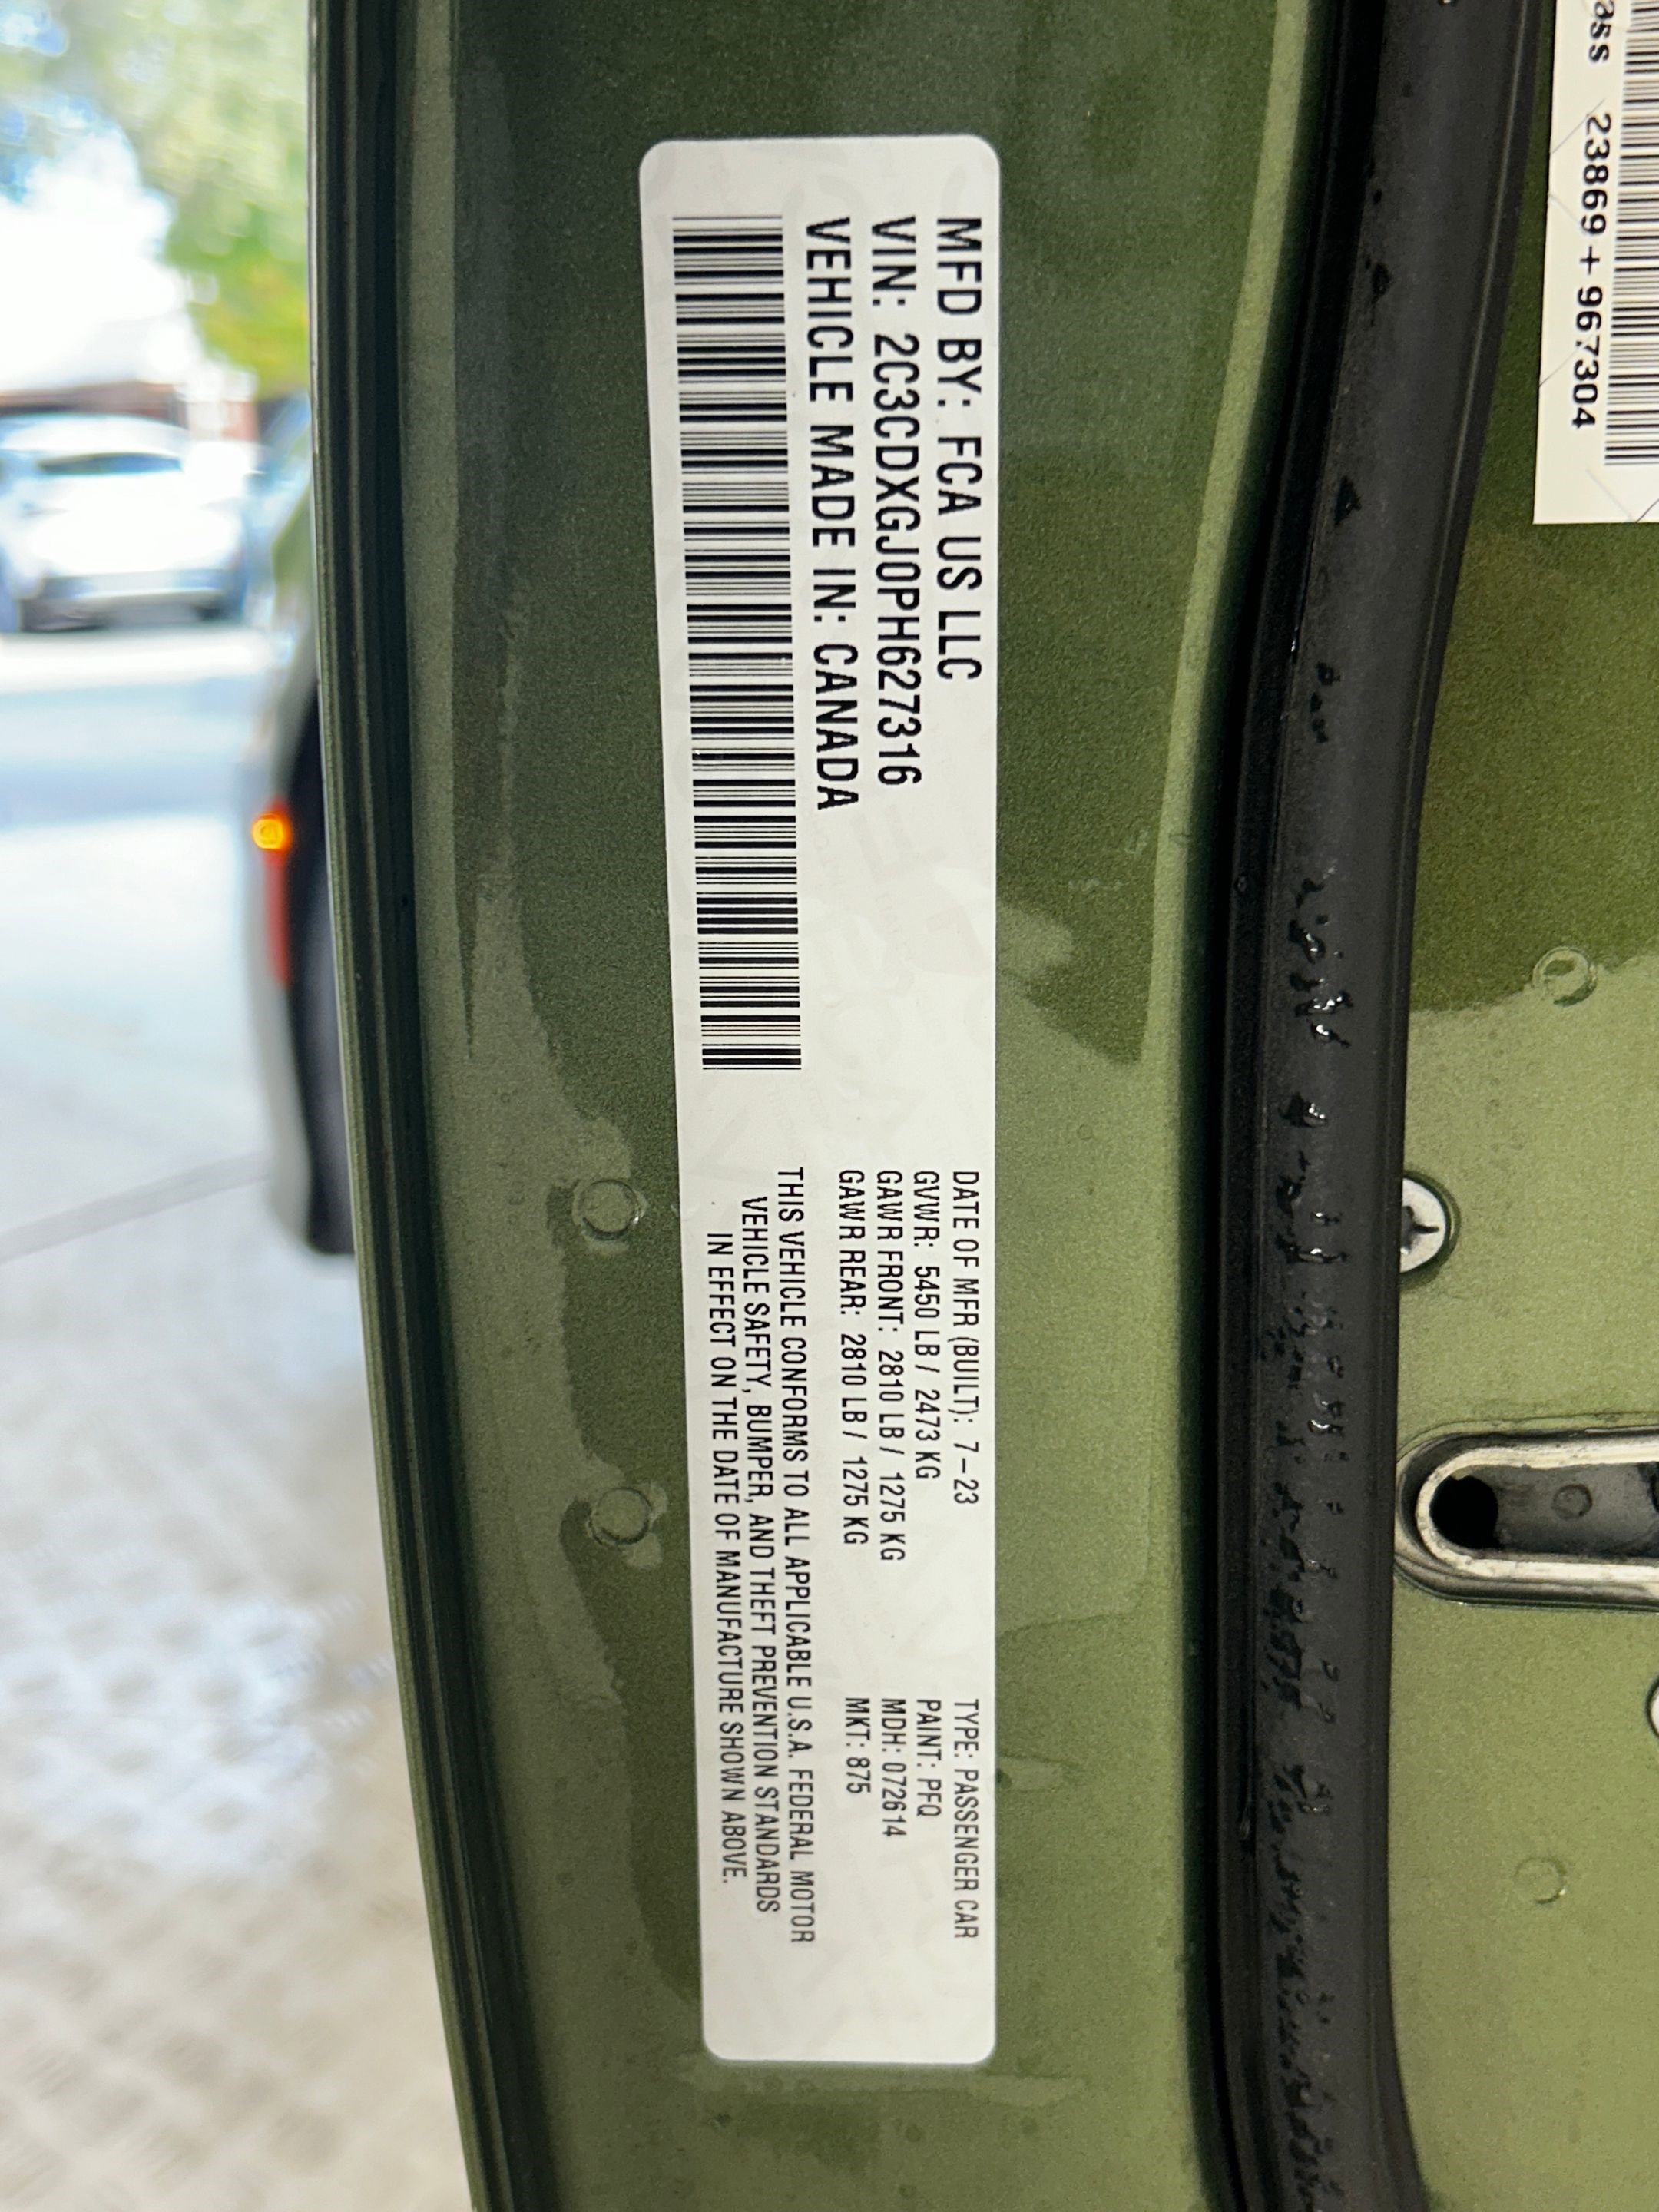 MFD BY: FCA US LLC
VIN: 2C3CDXGJ0PH627316
VEHICLE MADE IN: CANADA
DATE OF MFR (BUILT): 7-23
GVWR: 5450 LB / 2473 KG
GAWR FRONT: 2810 LB / 1275 KG
GAWR REAR: 2810 LB / 1275 KG
TYPE: PASSENGER CAR
PAINT: PFQ
MDH: 072614
MKT: 875
THIS VEHICLE CONFORMS TO ALL APPLICABLE U.S.A. FEDERAL MOTOR
VEHICLE SAFETY, BUMPER, AND THEFT PREVENTION STANDARDS
IN EFFECT ON THE DATE OF MANUFACTURE SHOWN ABOVE.
ass 23869+967304